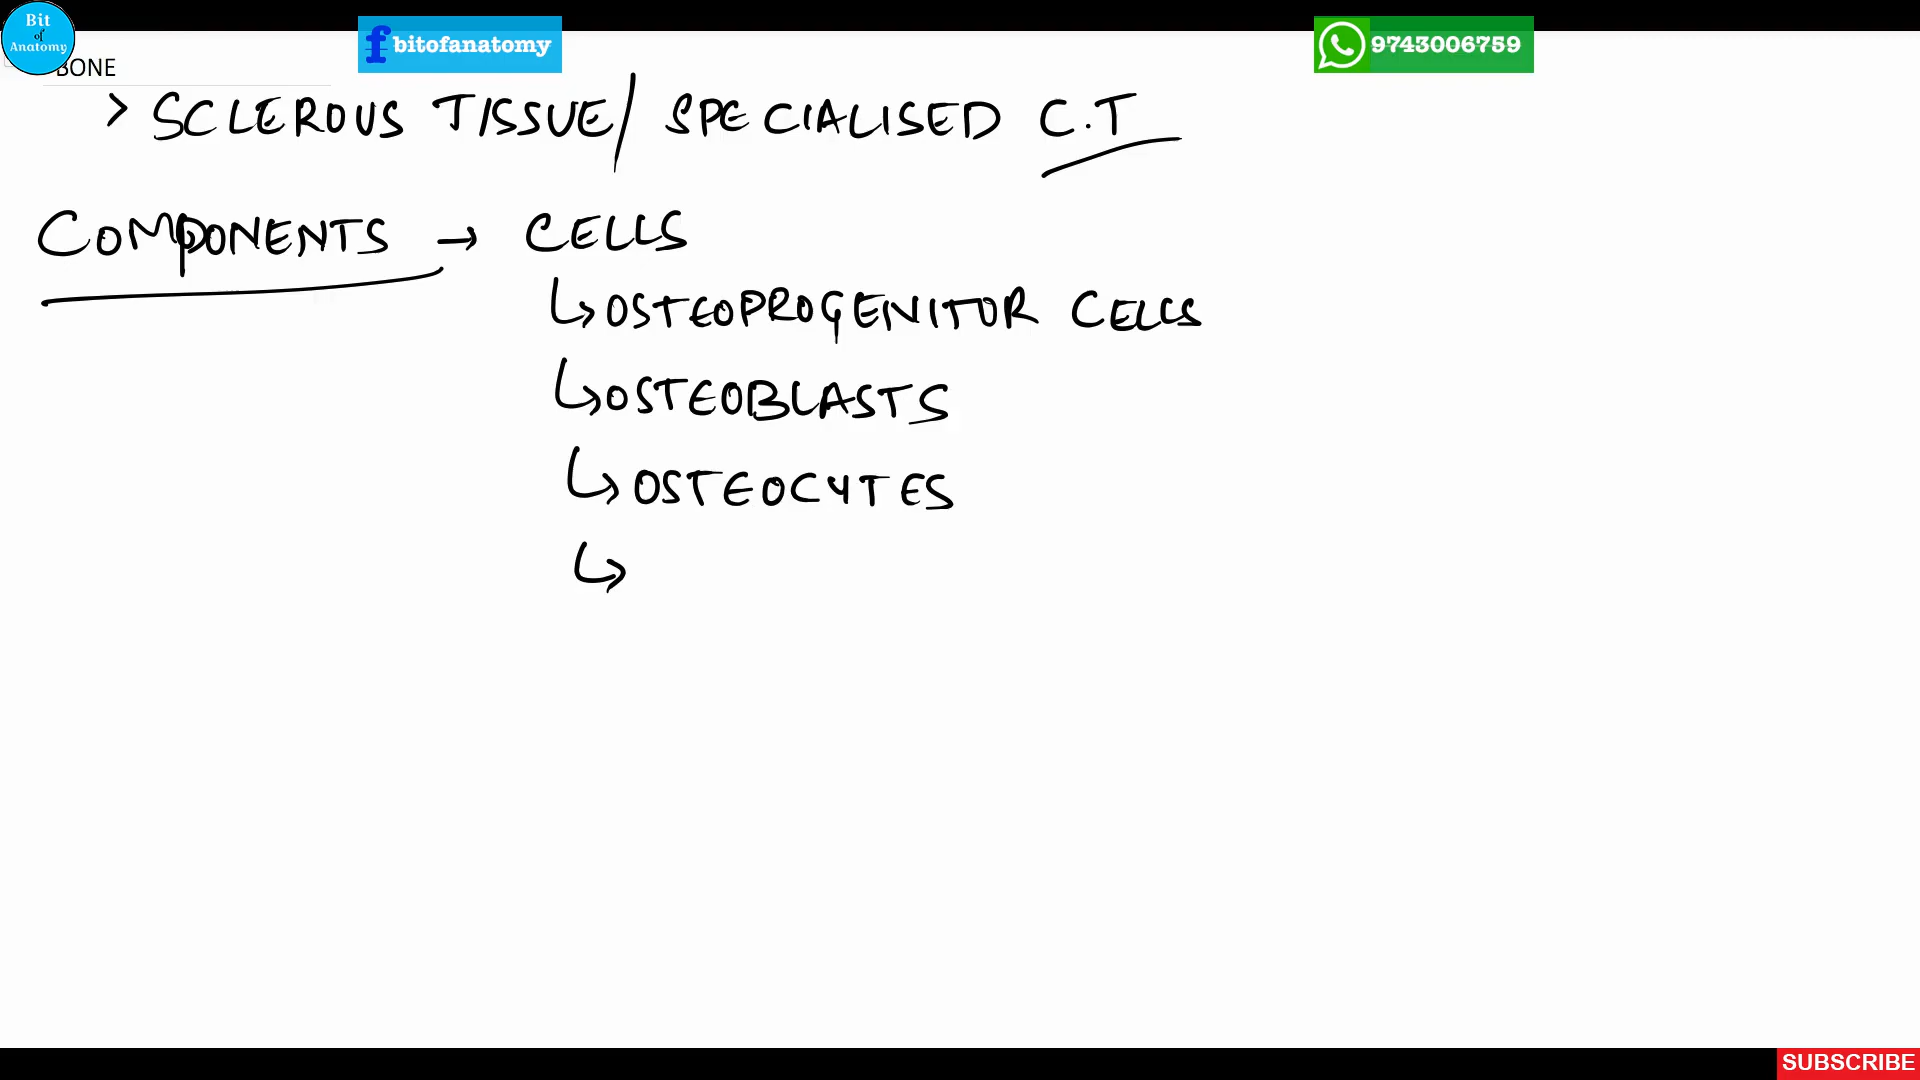 Bit
of
Anatomy
bitofanatomy
9743006759
BONE
> SCLEROUS TISSUE/ SPECIALISED C.T
COMPONENTS → CELLS
↳ OSTEOPROGENITOR CELLS
↳ OSTEOBLASTS
↳ OSTEOCYTES
↳
SUBSCRIBE